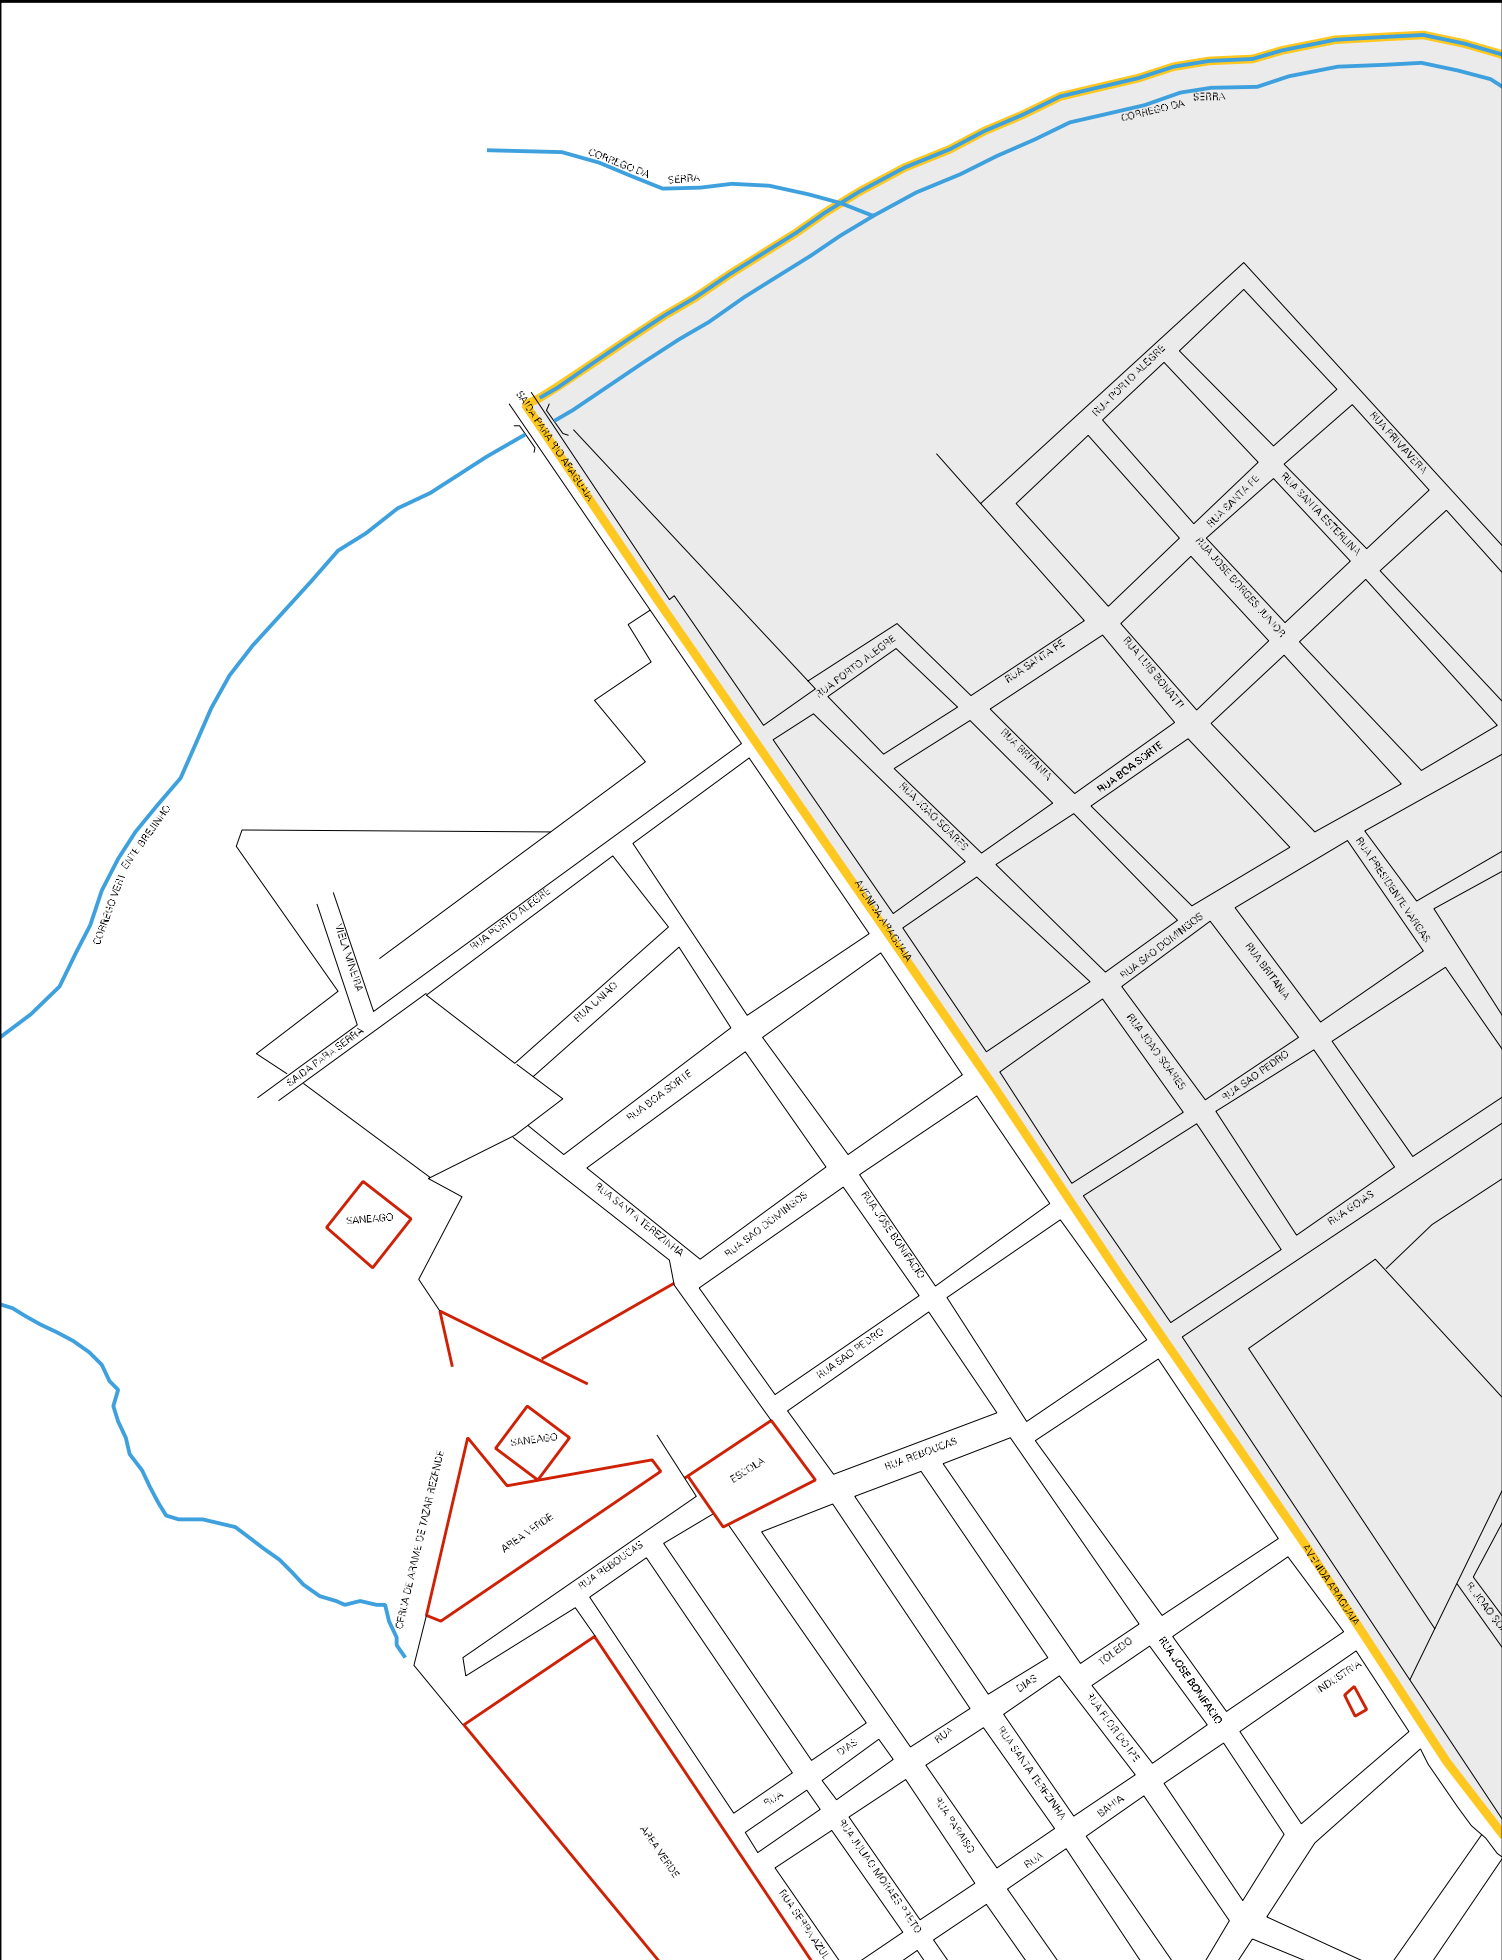 CORREGO DA SERRA
CORREGO DA SERRA
SAIDA PARA RIO ARAGUAIA
RUA PORTO ALEGRE
RUA PRIMAVERA
RUA SANTA FE
RUA SANTA ESTERLINA
RUA JOSE BORGES JUNIOR
RUA PORTO ALEGRE
RUA SANTA FE
RUA LUIS BONATTI
RUA BRITANIA
RUA BOA SORTE
RUA JOAO SOARES
CORREGO VERTENTE BREJINHO
RUA PRESIDENTE VARGAS
AVENIDA ARAGUAIA
RUA PORTO ALEGRE
VIELA MINEIRA
RUA SAO DOMINGOS
RUA BRITANIA
RUA UNIAO
SAIDA PARA SERRA
RUA JOAO SOARES
RUA SAO PEDRO
RUA BOA SORTE
SANEAGO
RUA SANTA TEREZINHA
RUA SAO DOMINGOS
RUA JOSE BONIFACIO
RUA GOIAS
RUA SAO PEDRO
SANEAGO
CERCA DE ARAME DE TAZAR REZENDE
AREA VERDE
ESCOLA
RUA REBOUCAS
RUA REBOUCAS
AVENIDA ARAGUAIA
R. JOAO SO
TOLEDO
RUA JOSE BONIFACIO
INDUSTRIA
DIAS
RUA FLOR DO IPE
RUA
DIAS
RUA SANTA TEREZINHA
RUA
BAHIA
RUA PARAISO
RUA JULIAO MORAES PRETO
AREA VERDE
RUA
RUA SERRA AZUL